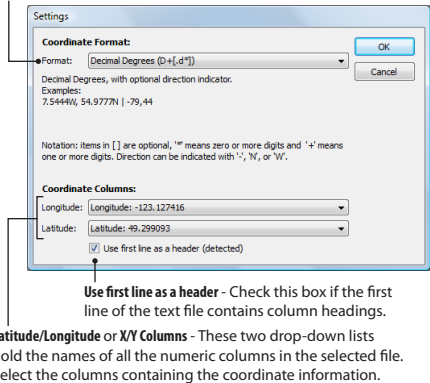 Settings
Coordinate Format:
Format: Decimal Degrees (D+[,d*])
OK
Cancel
Decimal Degrees, with optional direction indicator.
Examples:
7.5444W, 54.9777N | -79,44
Notation: items in [ ] are optional, '*' means zero or more digits and '+' means
one or more digits. Direction can be indicated with '-', 'N', or 'W'.
Coordinate Columns:
Longitude: Longitude: -123.127416
Latitude: Latitude: 49.299093
Use first line as a header (detected)
Use first line as a header - Check this box if the first
line of the text file contains column headings.
atitude/Longitude or X/Y Columns - These two drop-down lists
old the names of all the numeric columns in the selected file.
elect the columns containing the coordinate information.